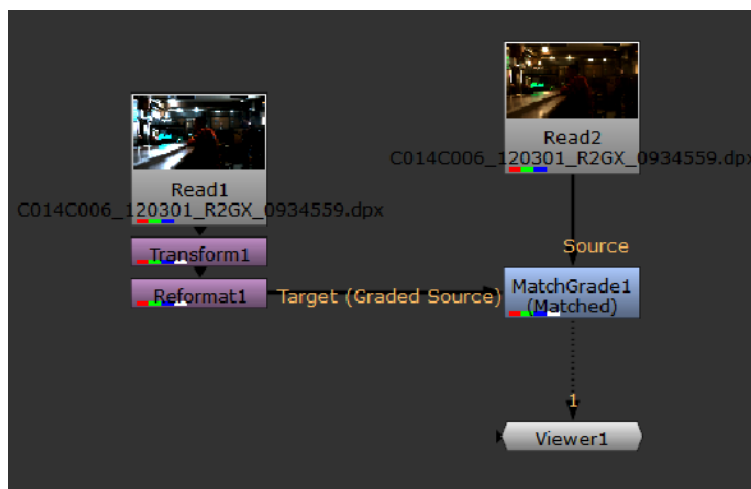 Read1
C014C006_120301_R2GX_0934559.dpx
Transform1
Reformat1
Target (Graded Source)
Read2
C014C006_120301_R2GX_0934559.dpx
Source
MatchGrade1
(Matched)
1
Viewer1